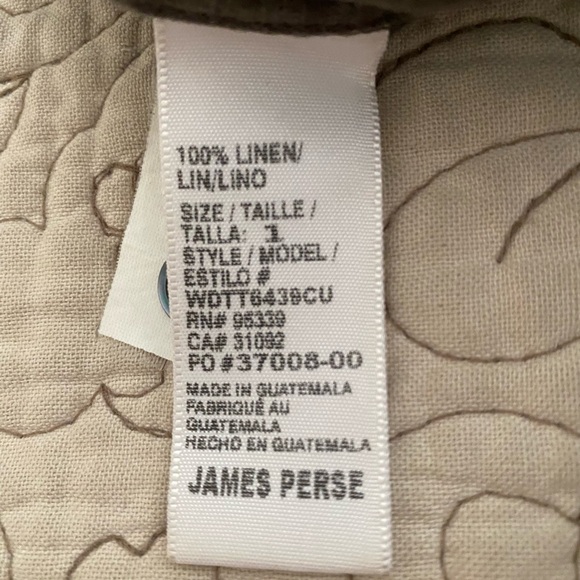 100% LINEN/
LIN/LINO
SIZE / TAILLE /
TALLA: 1
STYLE / MODEL /
ESTILO #
WDTT6439CU
RN# 95339
CA# 31092
PO #37008-00
MADE IN GUATEMALA
FABRIQUÉ AU
GUATEMALA
HECHO EN GUATEMALA
JAMES PERSE